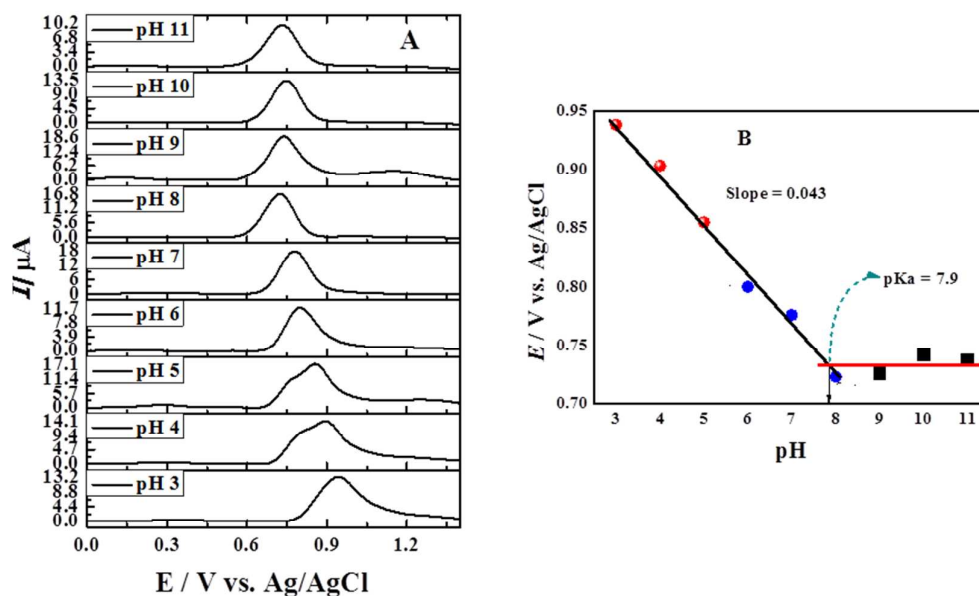 A
10.2
6.8
3.4
0.0
pH 11
13.5
9.0
4.5
0.0
pH 10
18.6
12.4
6.2
0.0
pH 9
16.8
11.2
5.6
0.0
pH 8
18
12
6
0
pH 7
11.7
7.8
3.9
0.0
pH 6
17.1
11.4
5.7
0.0
pH 5
14.1
9.4
4.7
0.0
pH 4
13.2
8.8
4.4
0.0
pH 3
I/ μA
0.0 0.3 0.6 0.9 1.2
E / V vs. Ag/AgCl
B
0.95
0.90
0.85
0.80
0.75
0.70
E / V vs. Ag/AgCl
Slope = 0.043
pKa = 7.9
3 4 5 6 7 8 9 10 11
pH